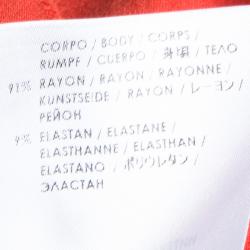 CORPO / BODY / CORPS /
RUMPF / CUERPO / 身頃 / ТЕЛО
91% RAYON / RAYON / RAYONNE /
KUNSTSEIDE / RAYON / レーヨン /
РЕЙОН
9% ELASTAN / ELASTANE /
ELASTHANNE / ELASTHAN /
ELASTANO / ポリウレタン /
ЭЛАСТАН